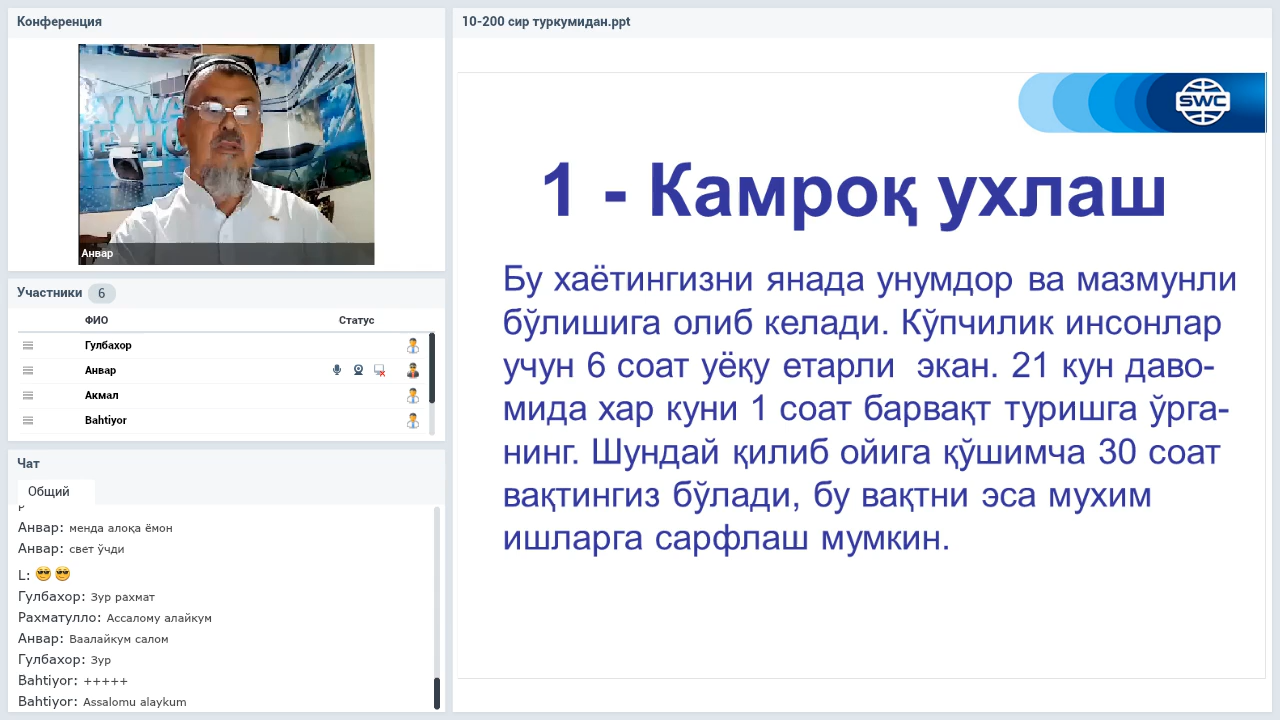 Конференция
Анвар
Участники 6
ФИО Статус
Гулбахор
Анвар
Акмал
Bahtiyor
Чат
Общий
Анвар: менда алоқа ёмон
Анвар: свет ўчди
L:
Гулбахор: Зур рахмат
Рахматулло: Ассалому алайкум
Анвар: Ваалайкум салом
Гулбахор: Зур
Bahtiyor: +++++
Bahtiyor: Assalomu alaykum
10-200 сир туркумидан.ppt
SWC
1 - Камроқ ухлаш
Бу хаётингизни янада унумдор ва мазмунли
бўлишига олиб келади. Кўпчилик инсонлар
учун 6 соат уёқу етарли экан. 21 кун даво-
мида хар куни 1 соат барвақт туришга ўрга-
нинг. Шундай қилиб ойига қўшимча 30 соат
вақтингиз бўлади, бу вақтни эса мухим
ишларга сарфлаш мумкин.